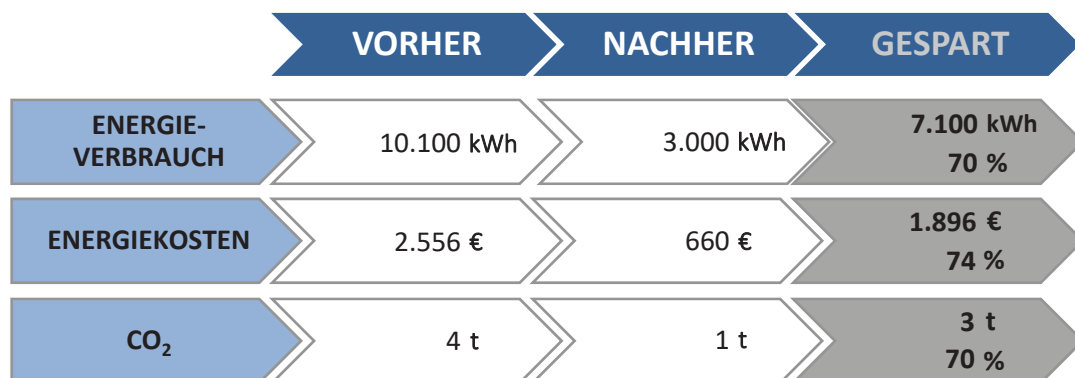 VORHER NACHHER GESPART
ENERGIE-
VERBRAUCH
10.100 kWh
3.000 kWh
7.100 kWh
70 %
ENERGIEKOSTEN
2.556 €
660 €
1.896 €
74 %
CO₂
4 t
1 t
3 t
70 %